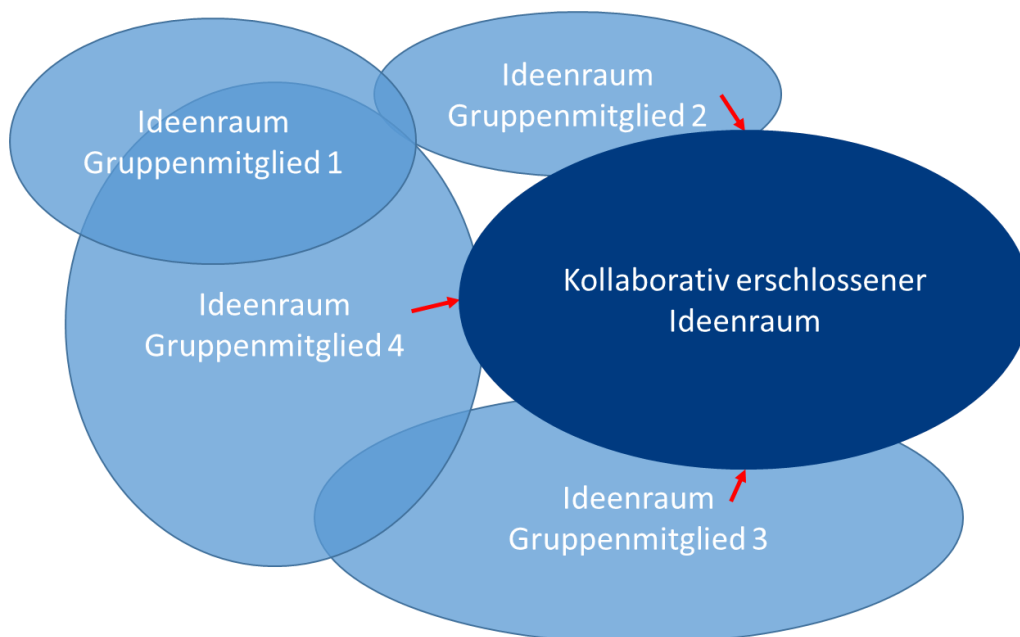 Ideenraum
Gruppenmitglied 1
Ideenraum
Gruppenmitglied 2
Kollaborativ erschlossener
Ideenraum
Ideenraum
Gruppenmitglied 4
Ideenraum
Gruppenmitglied 3